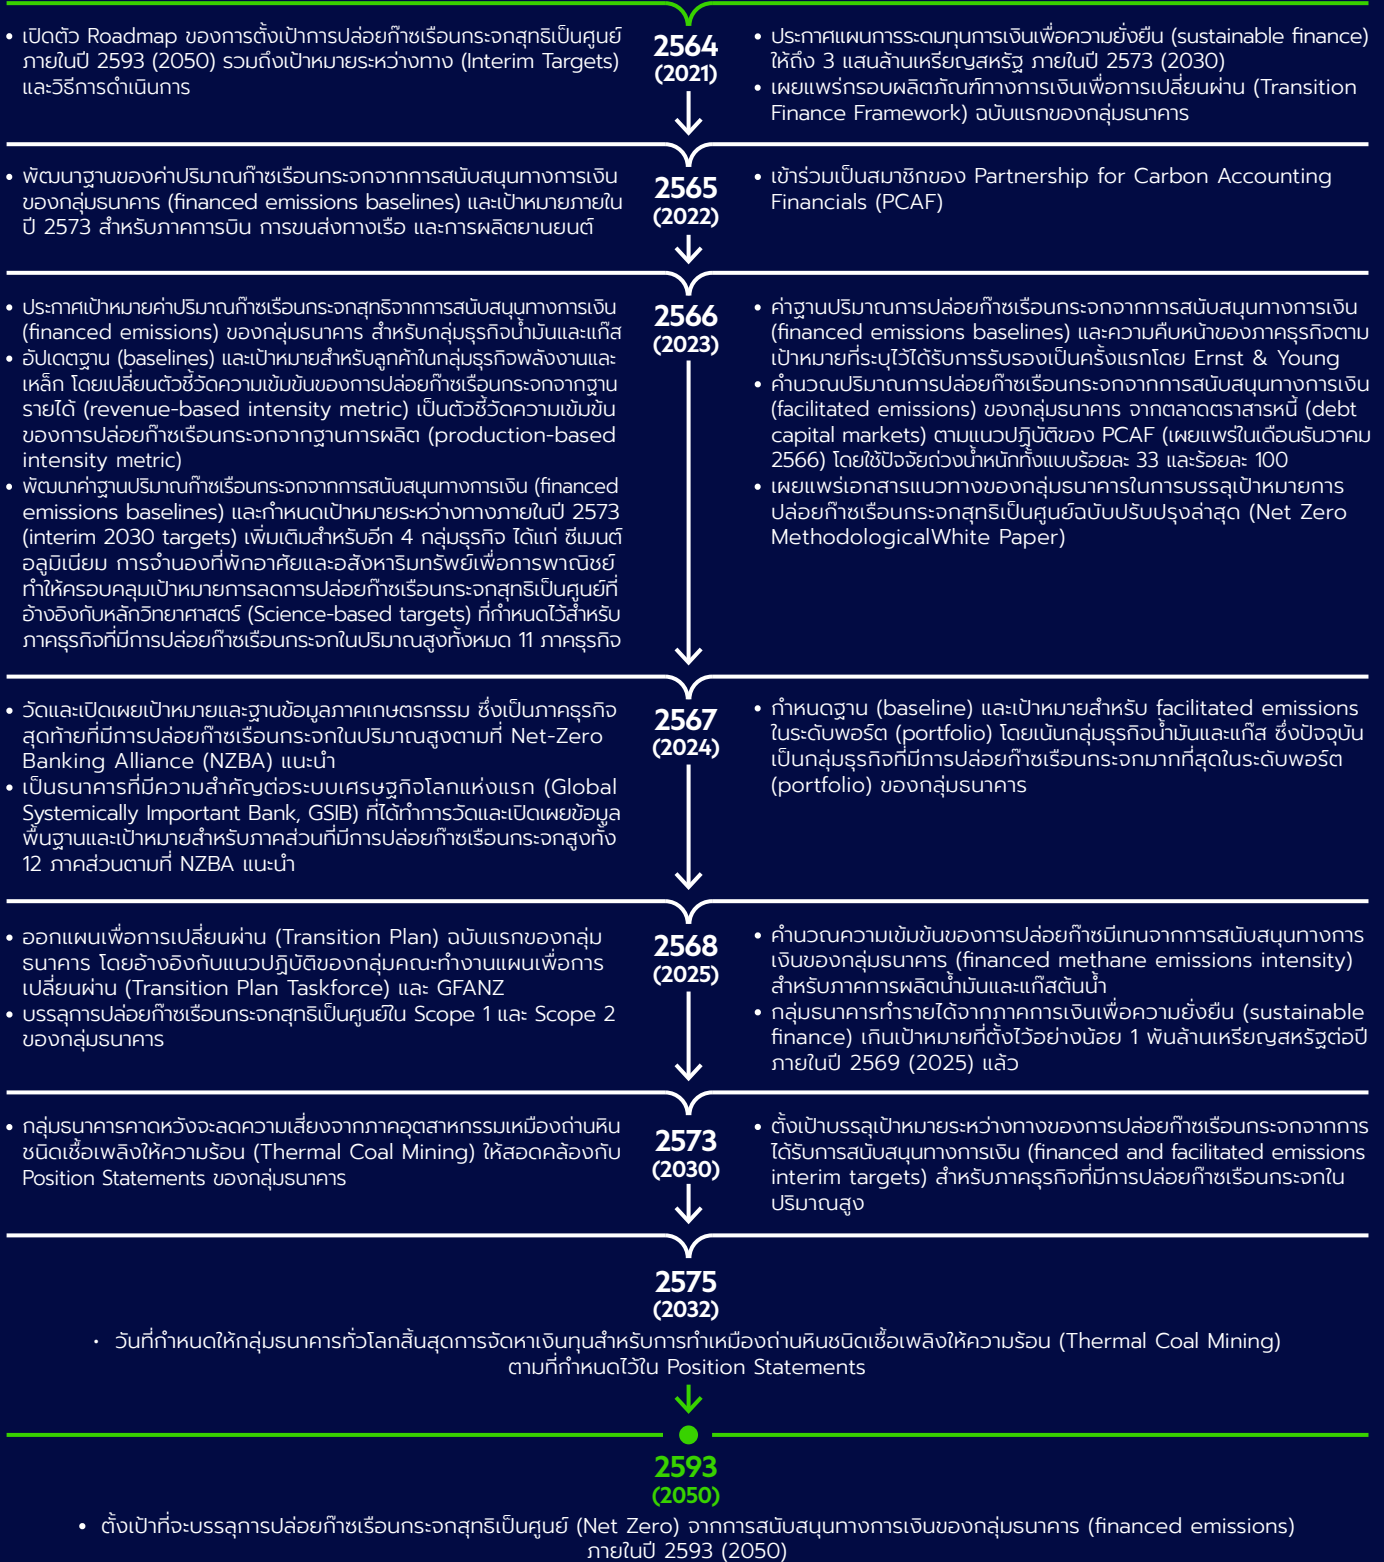 2564
(2021)
• เปิดตัว Roadmap ของการตั้งเป้าการปล่อยก๊าซเรือนกระจกสุทธิเป็นศูนย์
ภายในปี 2593 (2050) รวมถึงเป้าหมายระหว่างทาง (Interim Targets)
และวิธีการดำเนินการ
• ประกาศแผนการระดมทุนการเงินเพื่อความยั่งยืน (sustainable finance)
ให้ถึง 3 แสนล้านเหรียญสหรัฐ ภายในปี 2573 (2030)
• เผยแพร่กรอบผลิตภัณฑ์ทางการเงินเพื่อการเปลี่ยนผ่าน (Transition
Finance Framework) ฉบับแรกของกลุ่มธนาคาร
2565
(2022)
• พัฒนาฐานของค่าปริมาณก๊าซเรือนกระจกจากการสนับสนุนทางการเงิน
ของกลุ่มธนาคาร (financed emissions baselines) และเป้าหมายภายใน
ปี 2573 สำหรับภาคการบิน การขนส่งทางเรือ และการผลิตยานยนต์
• เข้าร่วมเป็นสมาชิกของ Partnership for Carbon Accounting
Financials (PCAF)
2566
(2023)
• ประกาศเป้าหมายค่าปริมาณก๊าซเรือนกระจกสุทธิจากการสนับสนุนทางการเงิน
(financed emissions) ของกลุ่มธนาคาร สำหรับกลุ่มธุรกิจน้ำมันและแก๊ส
• อัปเดตฐาน (baselines) และเป้าหมายสำหรับลูกค้าในกลุ่มธุรกิจพลังงานและ
เหล็ก โดยเปลี่ยนตัวชี้วัดความเข้มข้นของการปล่อยก๊าซเรือนกระจกจากฐาน
รายได้ (revenue-based intensity metric) เป็นตัวชี้วัดความเข้มข้น
ของการปล่อยก๊าซเรือนกระจกจากฐานการผลิต (production-based
intensity metric)
• พัฒนาค่าฐานปริมาณก๊าซเรือนกระจกจากการสนับสนุนทางการเงิน (financed
emissions baselines) และกำหนดเป้าหมายระหว่างทางภายในปี 2573
(interim 2030 targets) เพิ่มเติมสำหรับอีก 4 กลุ่มธุรกิจ ได้แก่ ซีเมนต์
อลูมิเนียม การจำนองที่พักอาศัยและอสังหาริมทรัพย์เพื่อการพาณิชย์
ทำให้ครอบคลุมเป้าหมายการลดการปล่อยก๊าซเรือนกระจกสุทธิเป็นศูนย์ที่
อ้างอิงกับหลักวิทยาศาสตร์ (Science-based targets) ที่กำหนดไว้สำหรับ
ภาคธุรกิจที่มีการปล่อยก๊าซเรือนกระจกในปริมาณสูงทั้งหมด 11 ภาคธุรกิจ
• ค่าฐานปริมาณการปล่อยก๊าซเรือนกระจกจากการสนับสนุนทางการเงิน
(financed emissions baselines) และความคืบหน้าของภาคธุรกิจตาม
เป้าหมายที่ระบุไว้ได้รับการรับรองเป็นครั้งแรกโดย Ernst & Young
• คำนวณปริมาณการปล่อยก๊าซเรือนกระจกจากการสนับสนุนทางการเงิน
(facilitated emissions) ของกลุ่มธนาคาร จากตลาดตราสารหนี้ (debt
capital markets) ตามแนวปฏิบัติของ PCAF (เผยแพร่ในเดือนธันวาคม
2566) โดยใช้ปัจจัยถ่วงน้ำหนักทั้งแบบร้อยละ 33 และร้อยละ 100
• เผยแพร่เอกสารแนวทางของกลุ่มธนาคารในการบรรลุเป้าหมายการ
ปล่อยก๊าซเรือนกระจกสุทธิเป็นศูนย์ฉบับปรับปรุงล่าสุด (Net Zero
MethodologicalWhite Paper)
2567
(2024)
• วัดและเปิดเผยเป้าหมายและฐานข้อมูลภาคเกษตรกรรม ซึ่งเป็นภาคธุรกิจ
สุดท้ายที่มีการปล่อยก๊าซเรือนกระจกในปริมาณสูงตามที่ Net-Zero
Banking Alliance (NZBA) แนะนำ
• เป็นธนาคารที่มีความสำคัญต่อระบบเศรษฐกิจโลกแห่งแรก (Global
Systemically Important Bank, GSIB) ที่ได้ทำการวัดและเปิดเผยข้อมูล
พื้นฐานและเป้าหมายสำหรับภาคส่วนที่มีการปล่อยก๊าซเรือนกระจกสูงทั้ง
12 ภาคส่วนตามที่ NZBA แนะนำ
• กำหนดฐาน (baseline) และเป้าหมายสำหรับ facilitated emissions
ในระดับพอร์ต (portfolio) โดยเน้นกลุ่มธุรกิจน้ำมันและแก๊ส ซึ่งปัจจุบัน
เป็นกลุ่มธุรกิจที่มีการปล่อยก๊าซเรือนกระจกมากที่สุดในระดับพอร์ต
(portfolio) ของกลุ่มธนาคาร
2568
(2025)
• ออกแผนเพื่อการเปลี่ยนผ่าน (Transition Plan) ฉบับแรกของกลุ่ม
ธนาคาร โดยอ้างอิงกับแนวปฏิบัติของกลุ่มคณะทำงานแผนเพื่อการ
เปลี่ยนผ่าน (Transition Plan Taskforce) และ GFANZ
• บรรลุการปล่อยก๊าซเรือนกระจกสุทธิเป็นศูนย์ใน Scope 1 และ Scope 2
ของกลุ่มธนาคาร
• คำนวณความเข้มข้นของการปล่อยก๊าซมีเทนจากการสนับสนุนทางการ
เงินของกลุ่มธนาคาร (financed methane emissions intensity)
สำหรับภาคการผลิตน้ำมันและแก๊สต้นน้ำ
• กลุ่มธนาคารทำรายได้จากภาคการเงินเพื่อความยั่งยืน (sustainable
finance) เกินเป้าหมายที่ตั้งไว้อย่างน้อย 1 พันล้านเหรียญสหรัฐต่อปี
ภายในปี 2569 (2025) แล้ว
2573
(2030)
• กลุ่มธนาคารคาดหวังจะลดความเสี่ยงจากภาคอุตสาหกรรมเหมืองถ่านหิน
ชนิดเชื้อเพลิงให้ความร้อน (Thermal Coal Mining) ให้สอดคล้องกับ
Position Statements ของกลุ่มธนาคาร
• ตั้งเป้าบรรลุเป้าหมายระหว่างทางของการปล่อยก๊าซเรือนกระจกจากการ
ได้รับการสนับสนุนทางการเงิน (financed and facilitated emissions
interim targets) สำหรับภาคธุรกิจที่มีการปล่อยก๊าซเรือนกระจกใน
ปริมาณสูง
2575
(2032)
• วันที่กำหนดให้กลุ่มธนาคารทั่วโลกสิ้นสุดการจัดหาเงินทุนสำหรับการทำเหมืองถ่านหินชนิดเชื้อเพลิงให้ความร้อน (Thermal Coal Mining)
ตามที่กำหนดไว้ใน Position Statements
2593
(2050)
• ตั้งเป้าที่จะบรรลุการปล่อยก๊าซเรือนกระจกสุทธิเป็นศูนย์ (Net Zero) จากการสนับสนุนทางการเงินของกลุ่มธนาคาร (financed emissions)
ภายในปี 2593 (2050)